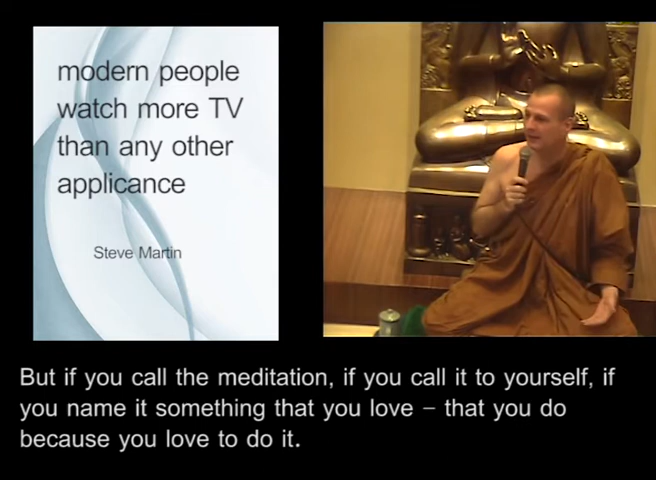 modern people
watch more TV
than any other
applicance
Steve Martin
But if you call the meditation, if you call it to yourself, if
you name it something that you love – that you do
because you love to do it.